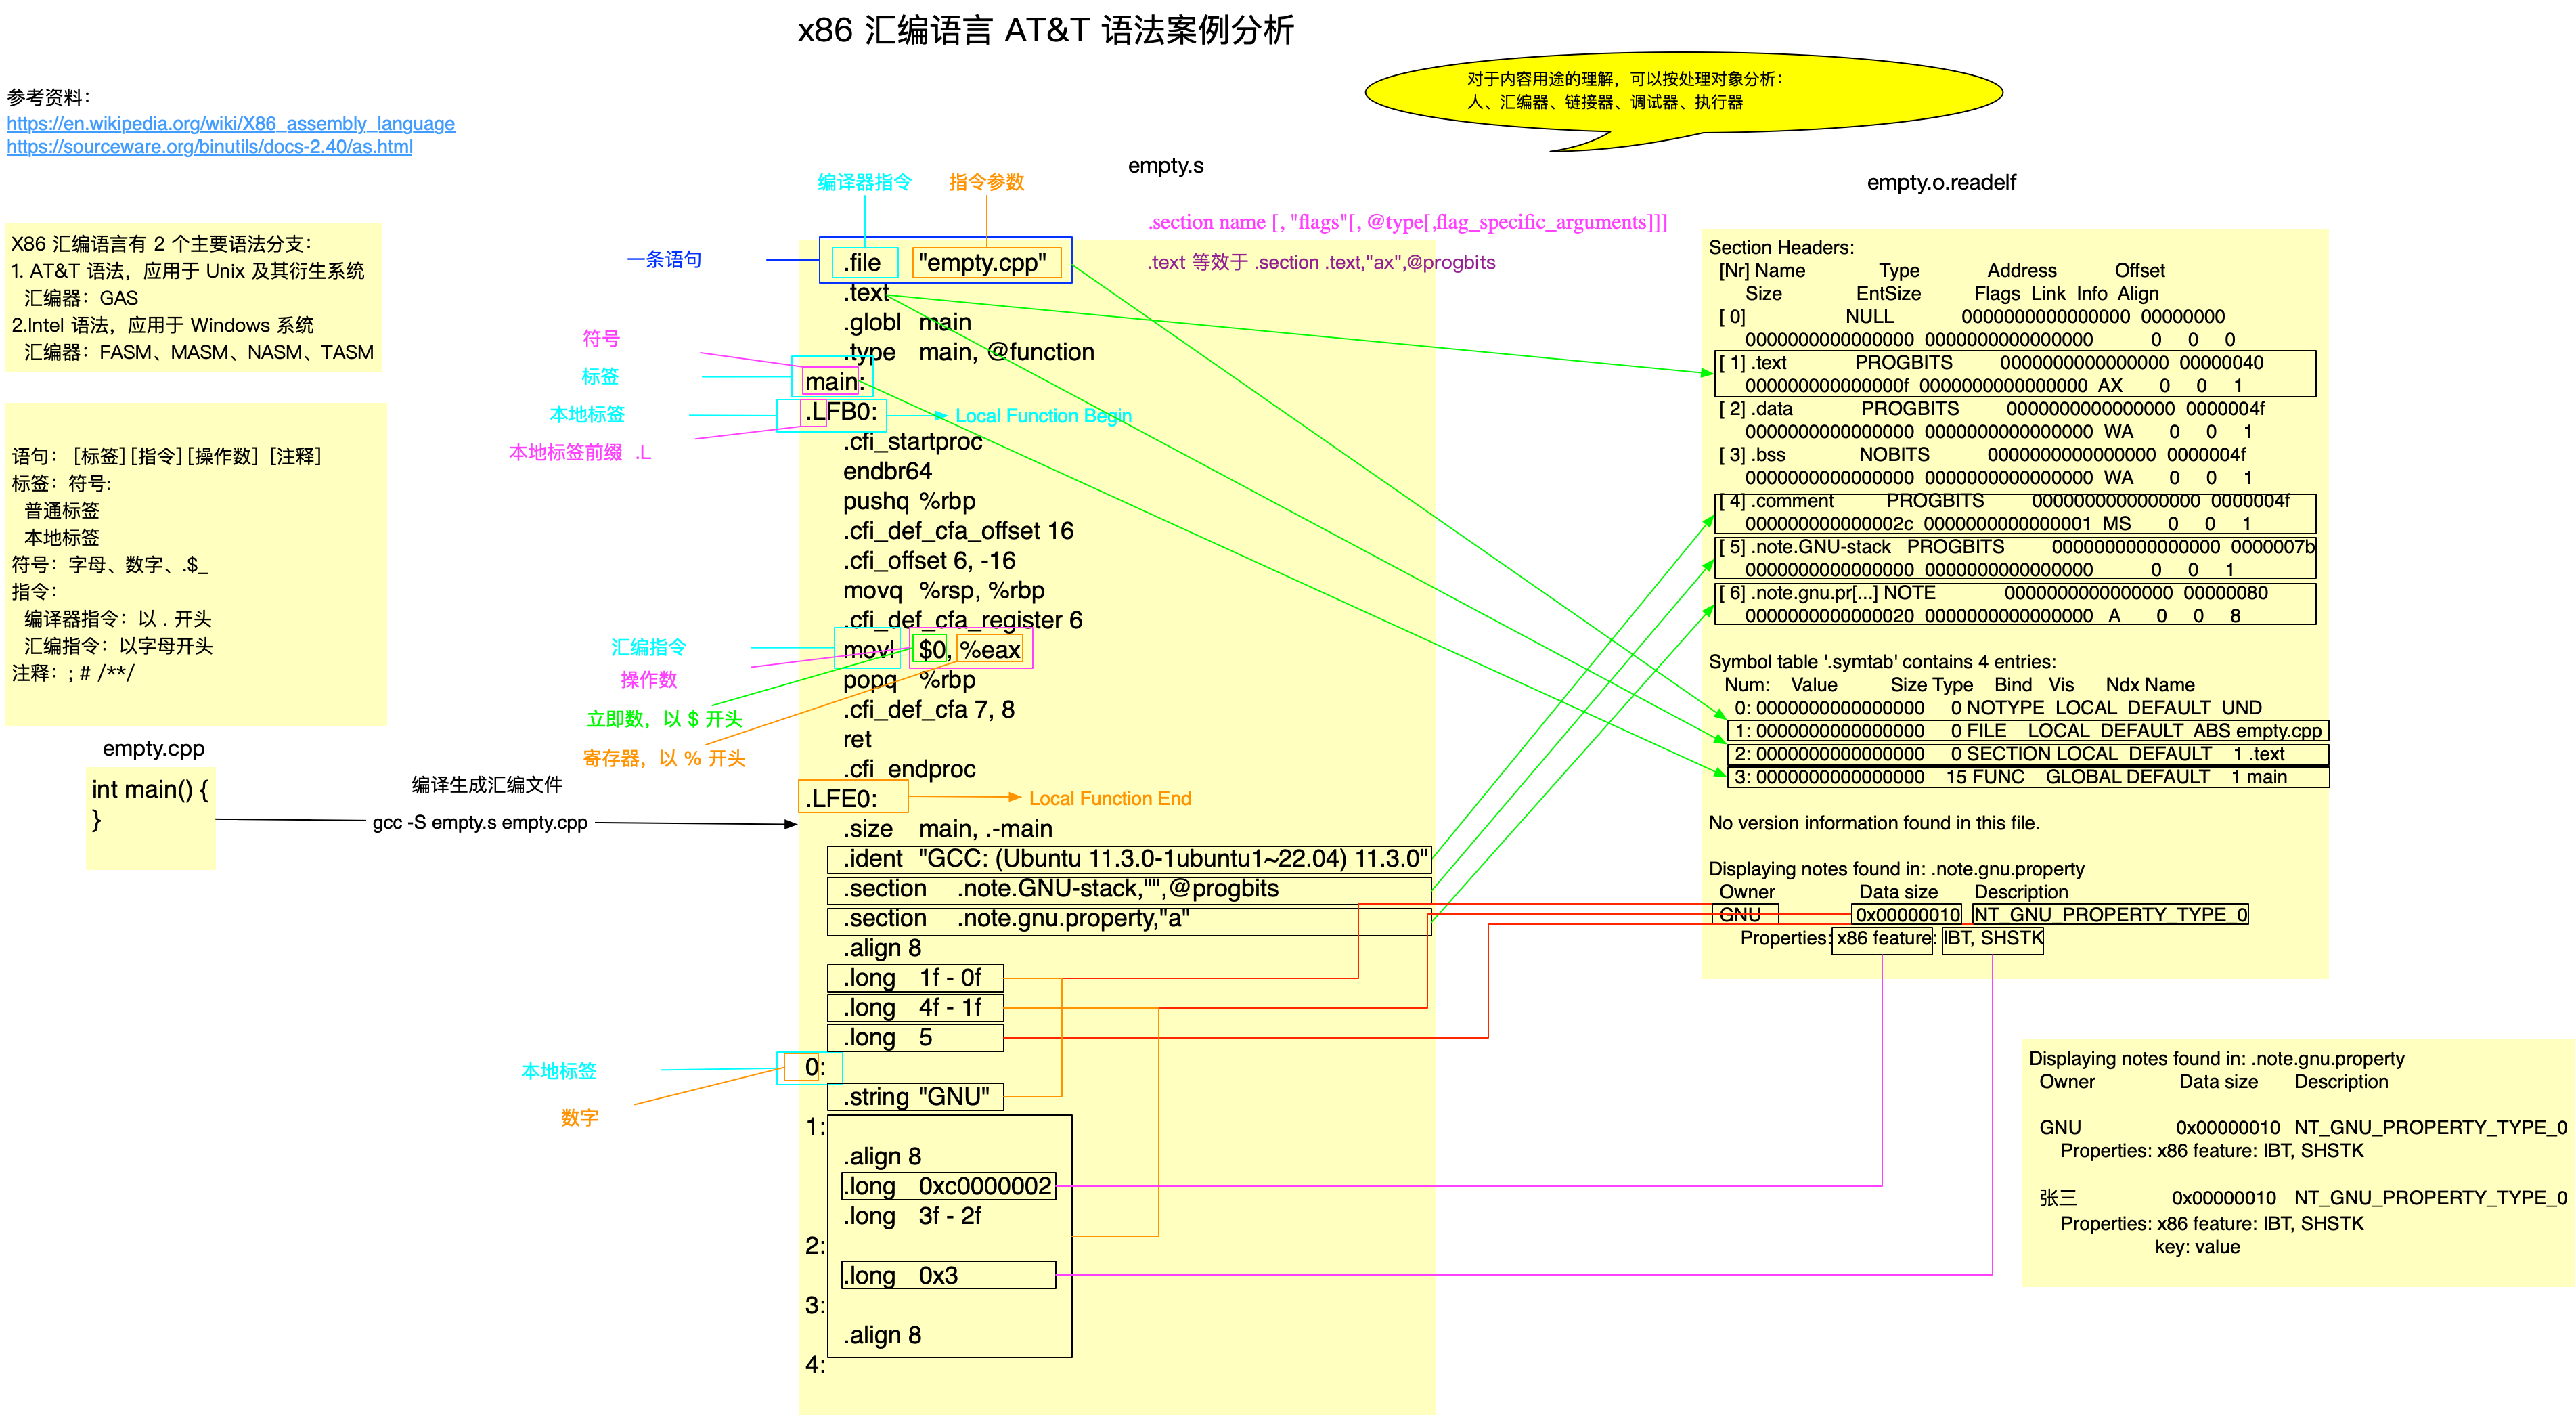 x86 汇编语言 AT&T 语法案例分析
对于内容用途的理解，可以按处理对象分析：
人、汇编器、链接器、调试器、执行器
参考资料：
https://en.wikipedia.org/wiki/X86_assembly_language
https://sourceware.org/binutils/docs-2.40/as.html
X86 汇编语言有 2 个主要语法分支：
1. AT&T 语法，应用于 Unix 及其衍生系统
汇编器：GAS
2.Intel 语法，应用于 Windows 系统
汇编器：FASM、MASM、NASM、TASM
语句： [标签] [指令] [操作数] [注释]
标签：符号:
普通标签
本地标签
符号：字母、数字、.$_
指令：
编译器指令：以 . 开头
汇编指令：以字母开头
注释：; # /**/
empty.cpp
int main() {
}
编译生成汇编文件
gcc -S empty.s empty.cpp
empty.s
编译器指令
指令参数
.section name [, "flags"[, @type[,flag_specific_arguments]]]
.text 等效于 .section .text,"ax",@progbits
一条语句
符号
标签
本地标签
本地标签前缀 .L
Local Function Begin
汇编指令
操作数
立即数，以 $ 开头
寄存器，以 % 开头
Local Function End
本地标签
数字
.file "empty.cpp"
.text
.globl main
.type main, @function
main:
.LFB0:
.cfi_startproc
endbr64
pushq %rbp
.cfi_def_cfa_offset 16
.cfi_offset 6, -16
movq %rsp, %rbp
.cfi_def_cfa_register 6
movl $0, %eax
popq %rbp
.cfi_def_cfa 7, 8
ret
.cfi_endproc
.LFE0:
.size main, .-main
.ident "GCC: (Ubuntu 11.3.0-1ubuntu1~22.04) 11.3.0"
.section .note.GNU-stack,"",@progbits
.section .note.gnu.property,"a"
.align 8
.long 1f - 0f
.long 4f - 1f
.long 5
0:
.string "GNU"
1:
.align 8
.long 0xc0000002
.long 3f - 2f
2:
.long 0x3
3:
.align 8
4:
empty.o.readelf
Section Headers:
[Nr] Name Type Address Offset
Size EntSize Flags Link Info Align
[ 0] NULL 0000000000000000 00000000
0000000000000000 0000000000000000 0 0 0
[ 1] .text PROGBITS 0000000000000000 00000040
000000000000000f 0000000000000000 AX 0 0 1
[ 2] .data PROGBITS 0000000000000000 0000004f
0000000000000000 0000000000000000 WA 0 0 1
[ 3] .bss NOBITS 0000000000000000 0000004f
0000000000000000 0000000000000000 WA 0 0 1
[ 4] .comment PROGBITS 0000000000000000 0000004f
000000000000002c 0000000000000001 MS 0 0 1
[ 5] .note.GNU-stack PROGBITS 0000000000000000 0000007b
0000000000000000 0000000000000000 0 0 1
[ 6] .note.gnu.pr[...] NOTE 0000000000000000 00000080
0000000000000020 0000000000000000 A 0 0 8
Symbol table '.symtab' contains 4 entries:
Num: Value Size Type Bind Vis Ndx Name
0: 0000000000000000 0 NOTYPE LOCAL DEFAULT UND
1: 0000000000000000 0 FILE LOCAL DEFAULT ABS empty.cpp
2: 0000000000000000 0 SECTION LOCAL DEFAULT 1 .text
3: 0000000000000000 15 FUNC GLOBAL DEFAULT 1 main
No version information found in this file.
Displaying notes found in: .note.gnu.property
Owner Data size Description
GNU 0x00000010 NT_GNU_PROPERTY_TYPE_0
Properties: x86 feature: IBT, SHSTK
Displaying notes found in: .note.gnu.property
Owner Data size Description
GNU 0x00000010 NT_GNU_PROPERTY_TYPE_0
Properties: x86 feature: IBT, SHSTK
张三 0x00000010 NT_GNU_PROPERTY_TYPE_0
Properties: x86 feature: IBT, SHSTK
key: value